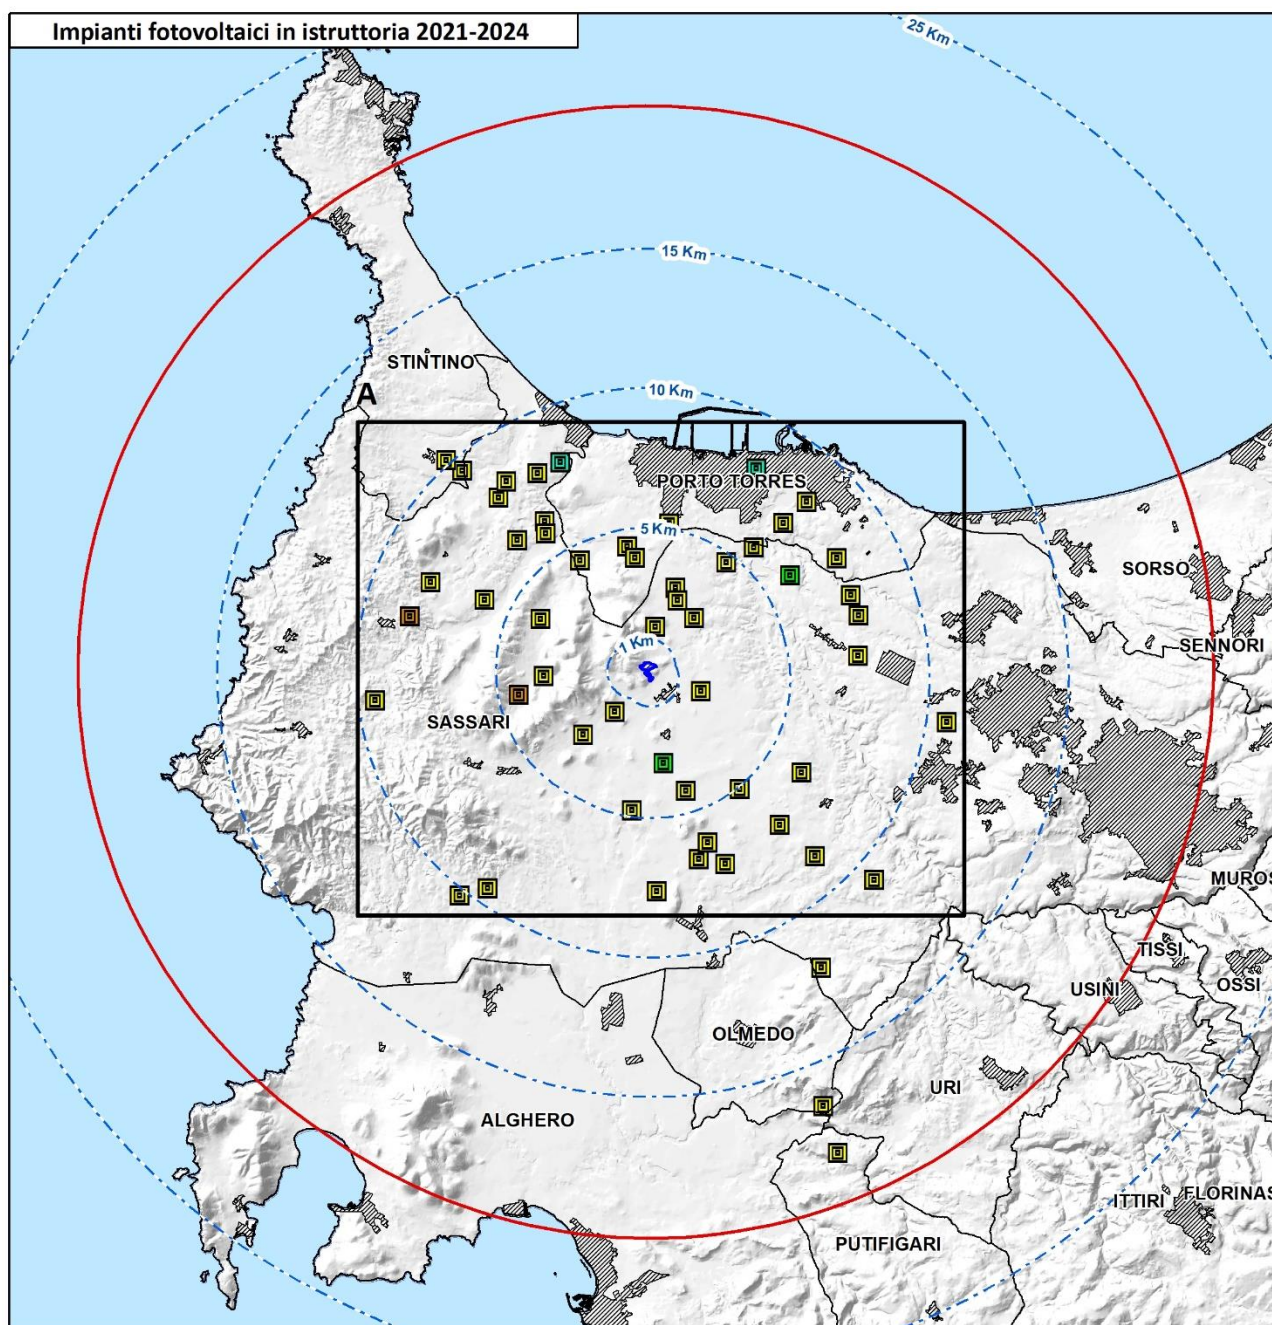 Impianti fotovoltaici in istruttoria 2021-2024
25 Km
15 Km
STINTINO
A
10 Km
PORTO TORRES
5 Km
SORSO
SENNORI
1 Km
SASSARI
MUROS
TISSI
OSSI
USINI
OLMEDO
URI
ALGHERO
ITTIRI
FLORINAS
PUTIFIGARI